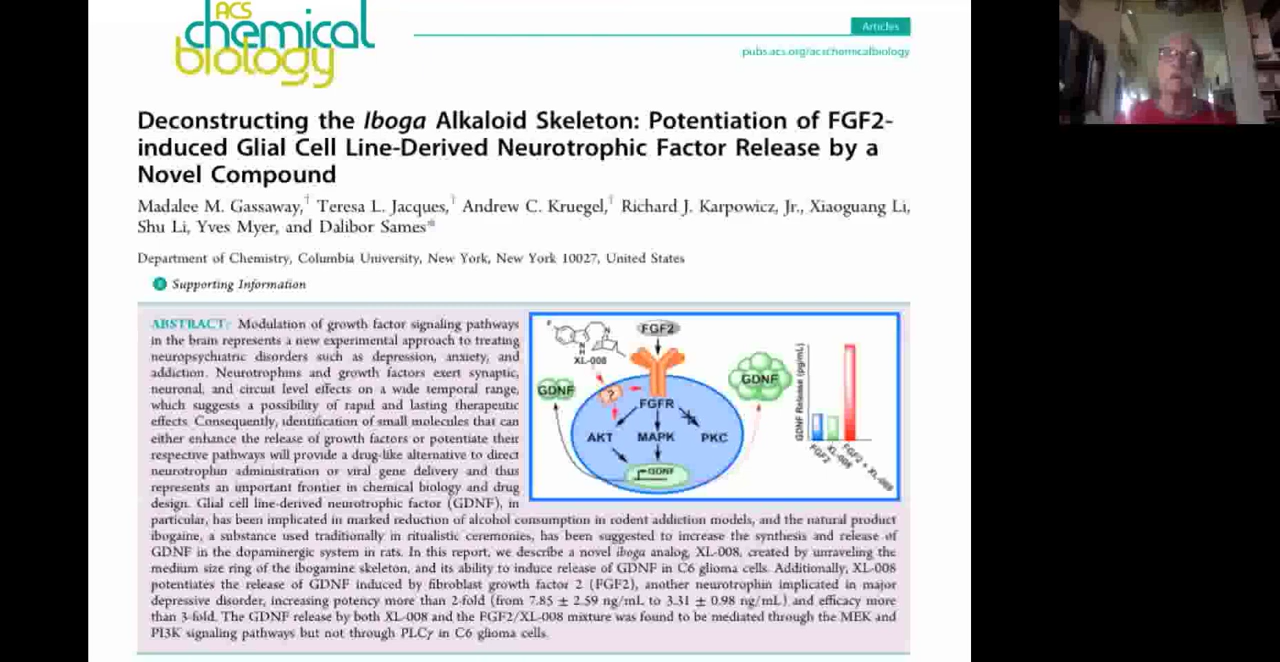 ACS
chemical
biology
Articles
pubs.acs.org/acschemicalbiology
Deconstructing the Iboga Alkaloid Skeleton: Potentiation of FGF2-
induced Glial Cell Line-Derived Neurotrophic Factor Release by a
Novel Compound
Madalee M. Gassaway,† Teresa L. Jacques,† Andrew C. Kruegel,† Richard J. Karpowicz, Jr., Xiaoguang Li,
Shu Li, Yves Myer, and Dalibor Sames*
Department of Chemistry, Columbia University, New York, New York 10027, United States
Supporting Information
ABSTRACT: Modulation of growth factor signaling pathways
in the brain represents a new experimental approach to treating
neuropsychiatric disorders such as depression, anxiety, and
addiction. Neurotrophins and growth factors exert synaptic,
neuronal, and circuit level effects on a wide temporal range,
which suggests a possibility of rapid and lasting therapeutic
effects. Consequently, identification of small molecules that can
either enhance the release of growth factors or potentiate their
respective pathways will provide a drug-like alternative to direct
neurotrophin administration or viral gene delivery and thus
represents an important frontier in chemical biology and drug
design. Glial cell line-derived neurotrophic factor (GDNF), in
particular, has been implicated in marked reduction of alcohol consumption in rodent addiction models, and the natural product
ibogaine, a substance used traditionally in ritualistic ceremonies, has been suggested to increase the synthesis and release of
GDNF in the dopaminergic system in rats. In this report, we describe a novel iboga analog, XL-008, created by unraveling the
medium size ring of the ibogamine skeleton, and its ability to induce release of GDNF in C6 glioma cells. Additionally, XL-008
potentiates the release of GDNF induced by fibroblast growth factor 2 (FGF2), another neurotrophin implicated in major
depressive disorder, increasing potency more than 2-fold (from 7.85 ± 2.59 ng/mL to 3.31 ± 0.98 ng/mL) and efficacy more
than 3-fold. The GDNF release by both XL-008 and the FGF2/XL-008 mixture was found to be mediated through the MEK and
PI3K signaling pathways but not through PLCγ in C6 glioma cells.
F
N
N
H
XL-008
FGF2
GDNF
?
FGFR
AKT
MAPK
PKC
GDNF
GDNF
GDNF Release (pg/mL)
FGF2
XL-008
FGF2 + XL-008